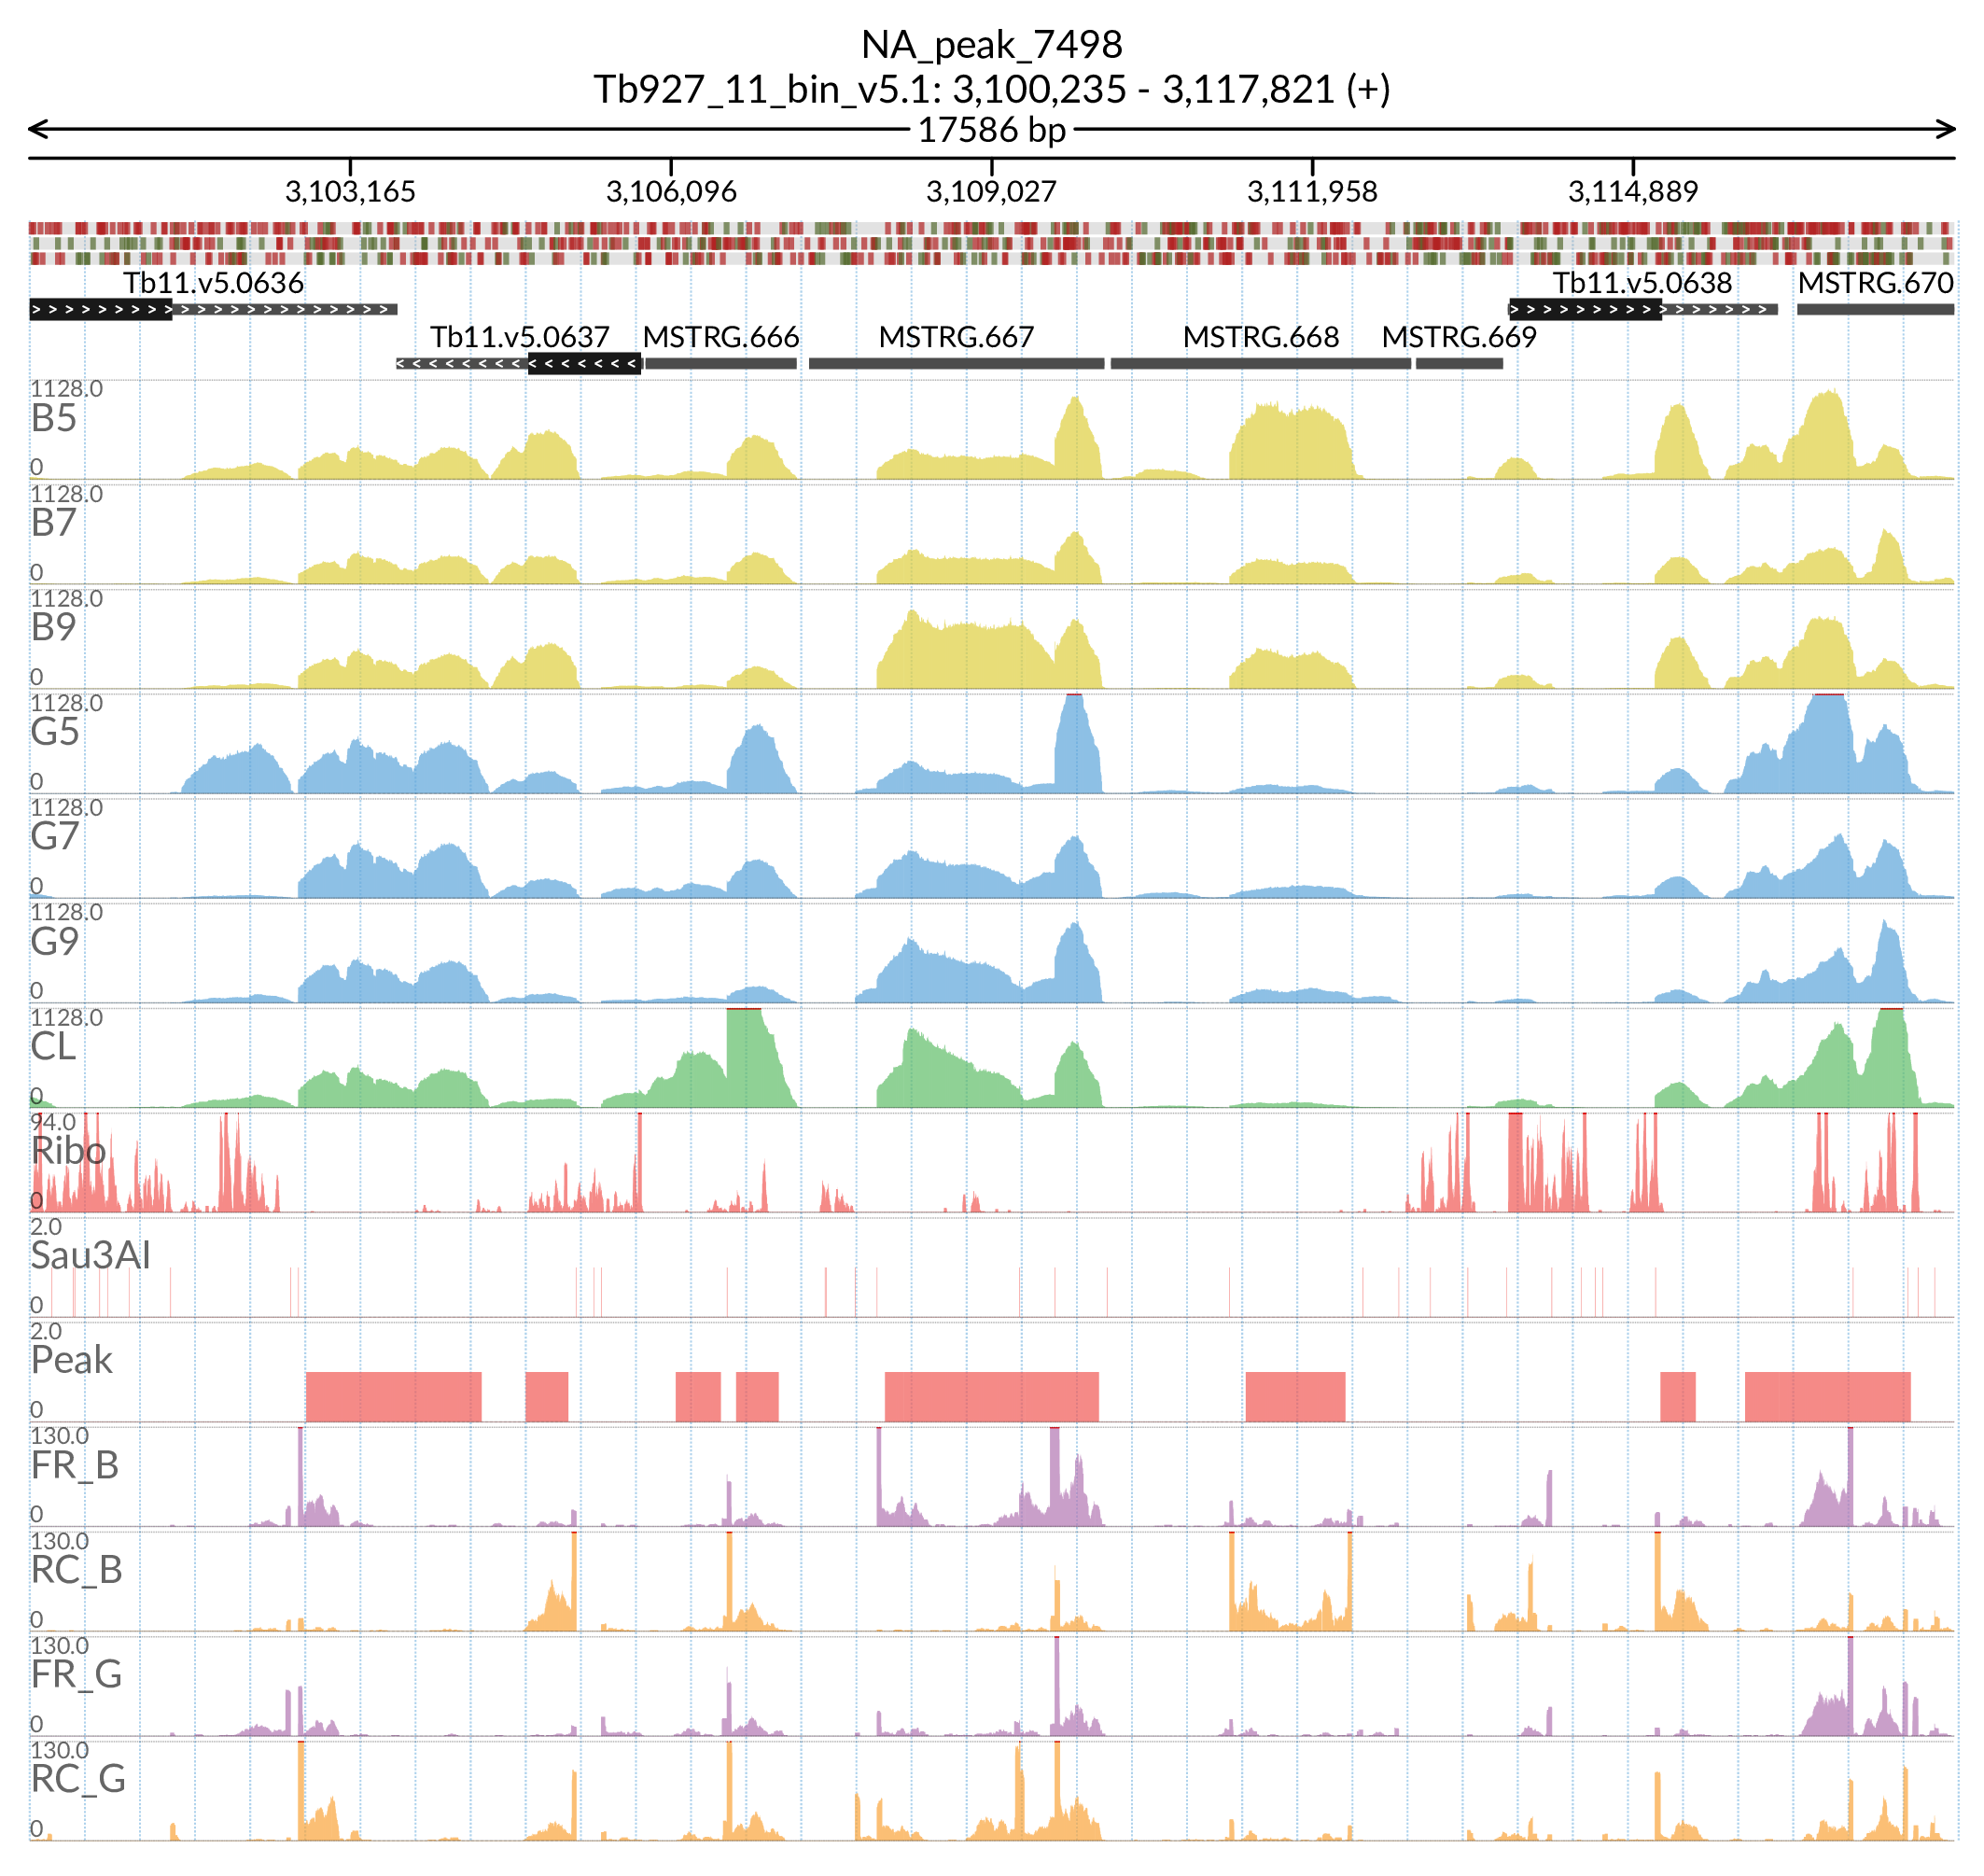 NA_peak_7498
Tb927_11_bin_v5.1: 3,100,235 - 3,117,821 (+)
17586 bp
3,103,165 3,106,096 3,109,027 3,111,958 3,114,889
Tb11.v5.0636 Tb11.v5.0638 MSTRG.670
Tb11.v5.0637 MSTRG.666 MSTRG.667 MSTRG.668 MSTRG.669
1128.0
B5
0
1128.0
B7
0
1128.0
B9
0
1128.0
G5
0
1128.0
G7
0
1128.0
G9
0
1128.0
CL
0
94.0
Ribo
0
2.0
Sau3AI
0
2.0
Peak
0
130.0
FR_B
0
130.0
RC_B
0
130.0
FR_G
0
130.0
RC_G
0